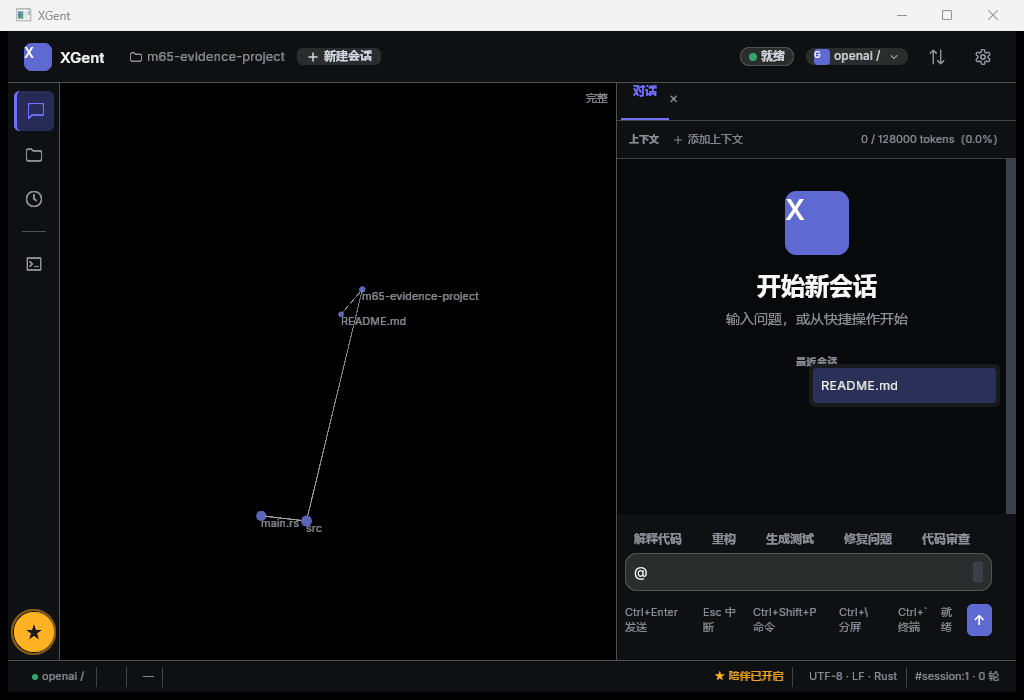 XGent
X
XGent
m65-evidence-project
+ 新建会话
就绪
G
openai /
完整
对话
×
上下文
+ 添加上下文
0 / 128000 tokens (0.0%)
X
开始新会话
输入问题，或从快捷操作开始
最近会话
README.md
m65-evidence-project
README.md
main.rs
src
解释代码
重构
生成测试
修复问题
代码审查
@
Ctrl+Enter
发送
Esc 中
断
Ctrl+Shift+P
命令
Ctrl+\
分屏
Ctrl+`
终端
就
绪
openai /
—
★ 陪伴已开启
UTF-8 · LF · Rust
#session:1 · 0 轮